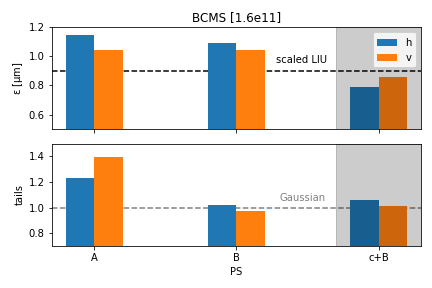 BCMS [1.6e11]
1.2
1.0
0.8
0.6
ε [μm]
h
v
scaled LIU
1.4
1.2
1.0
0.8
tails
Gaussian
A
B
c+B
PS